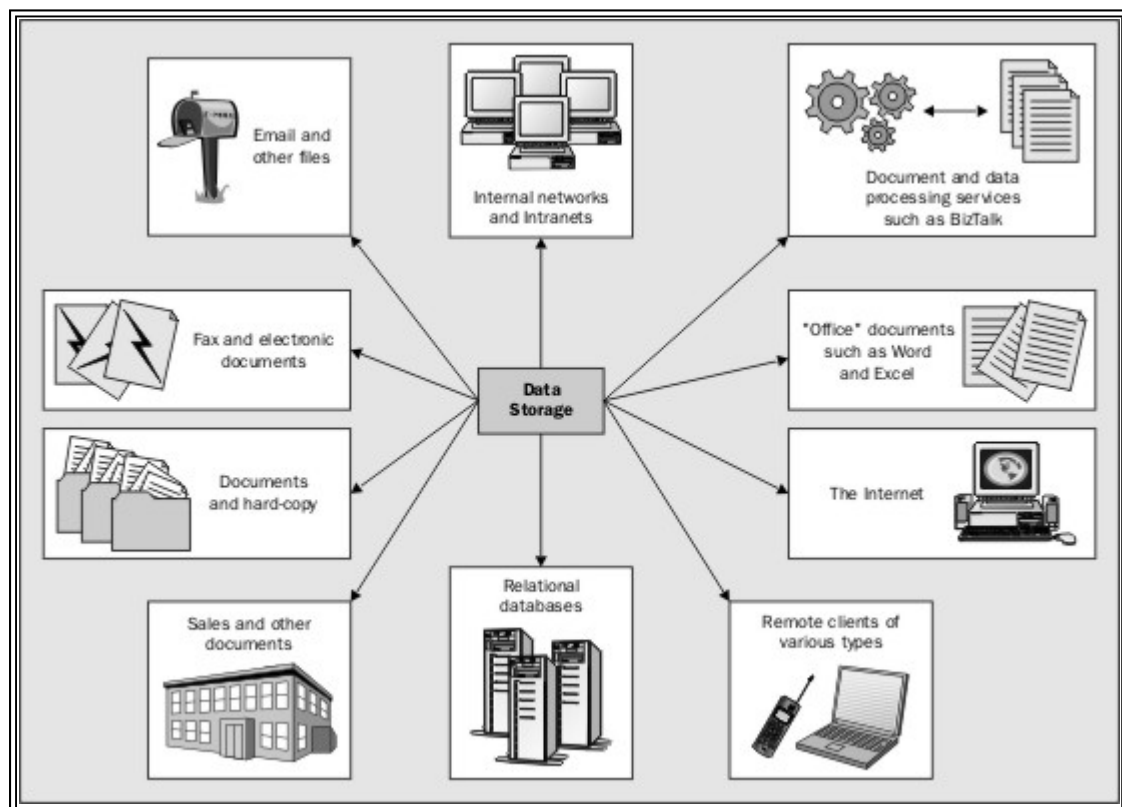 Email and
other files
Internal networks
and Intranets
Document and data
processing services
such as BizTalk
Fax and electronic
documents
"Office" documents
such as Word
and Excel
Data
Storage
Documents
and hard-copy
The Internet
Sales and other
documents
Relational
databases
Remote clients of
various types